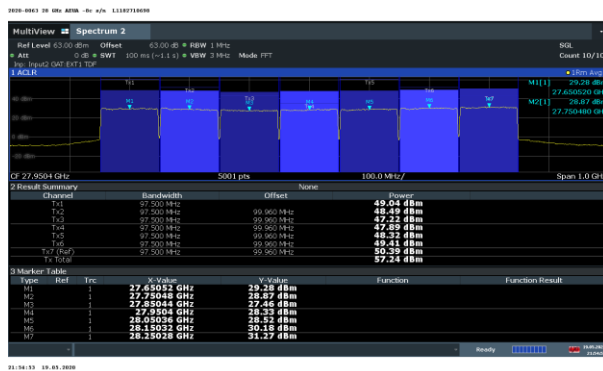 2020-0063 20 GHz AZUA -Bc s/n L1182710698
MultiView Spectrum 2
Ref Level 63.00 dBm Offset 63.00 dB RBW 1 MHz SGL
Att 0 dB SWT 100 ms (~1.1 s) VBW 3 MHz Mode FFT Count 10/10
Inp: Input2 GAT:EXT1 TDF
1 ACLR 1Rm Avg
M1[1] 29.28 dBm
27.650520 GH
M2[1] 28.87 dBm
27.750480 GH
Tx1 Tx2 Tx3 Tx5 Tx6 Tx7
M1 M2 M3 M4 M5 M6 M7
CF 27.9504 GHz 5001 pts 100.0 MHz/ Span 1.0 GH
2 Result Summary None
Channel Bandwidth Offset Power
Tx1 97.500 MHz 49.04 dBm
Tx2 97.500 MHz 99.960 MHz 48.49 dBm
Tx3 97.500 MHz 99.960 MHz 47.22 dBm
Tx4 97.500 MHz 99.960 MHz 47.89 dBm
Tx5 97.500 MHz 99.960 MHz 48.32 dBm
Tx6 97.500 MHz 99.960 MHz 49.41 dBm
Tx7 (Ref) 97.500 MHz 99.960 MHz 50.39 dBm
Tx Total 57.24 dBm
3 Marker Table
Type Ref Trc X-Value Y-Value Function Function Result
M1 1 27.65052 GHz 29.28 dBm
M2 1 27.75048 GHz 28.87 dBm
M3 1 27.85044 GHz 27.46 dBm
M4 1 27.9504 GHz 28.33 dBm
M5 1 28.05036 GHz 28.52 dBm
M6 1 28.15032 GHz 30.18 dBm
M7 1 28.25028 GHz 31.27 dBm
Ready
21:54:53 19.05.2020